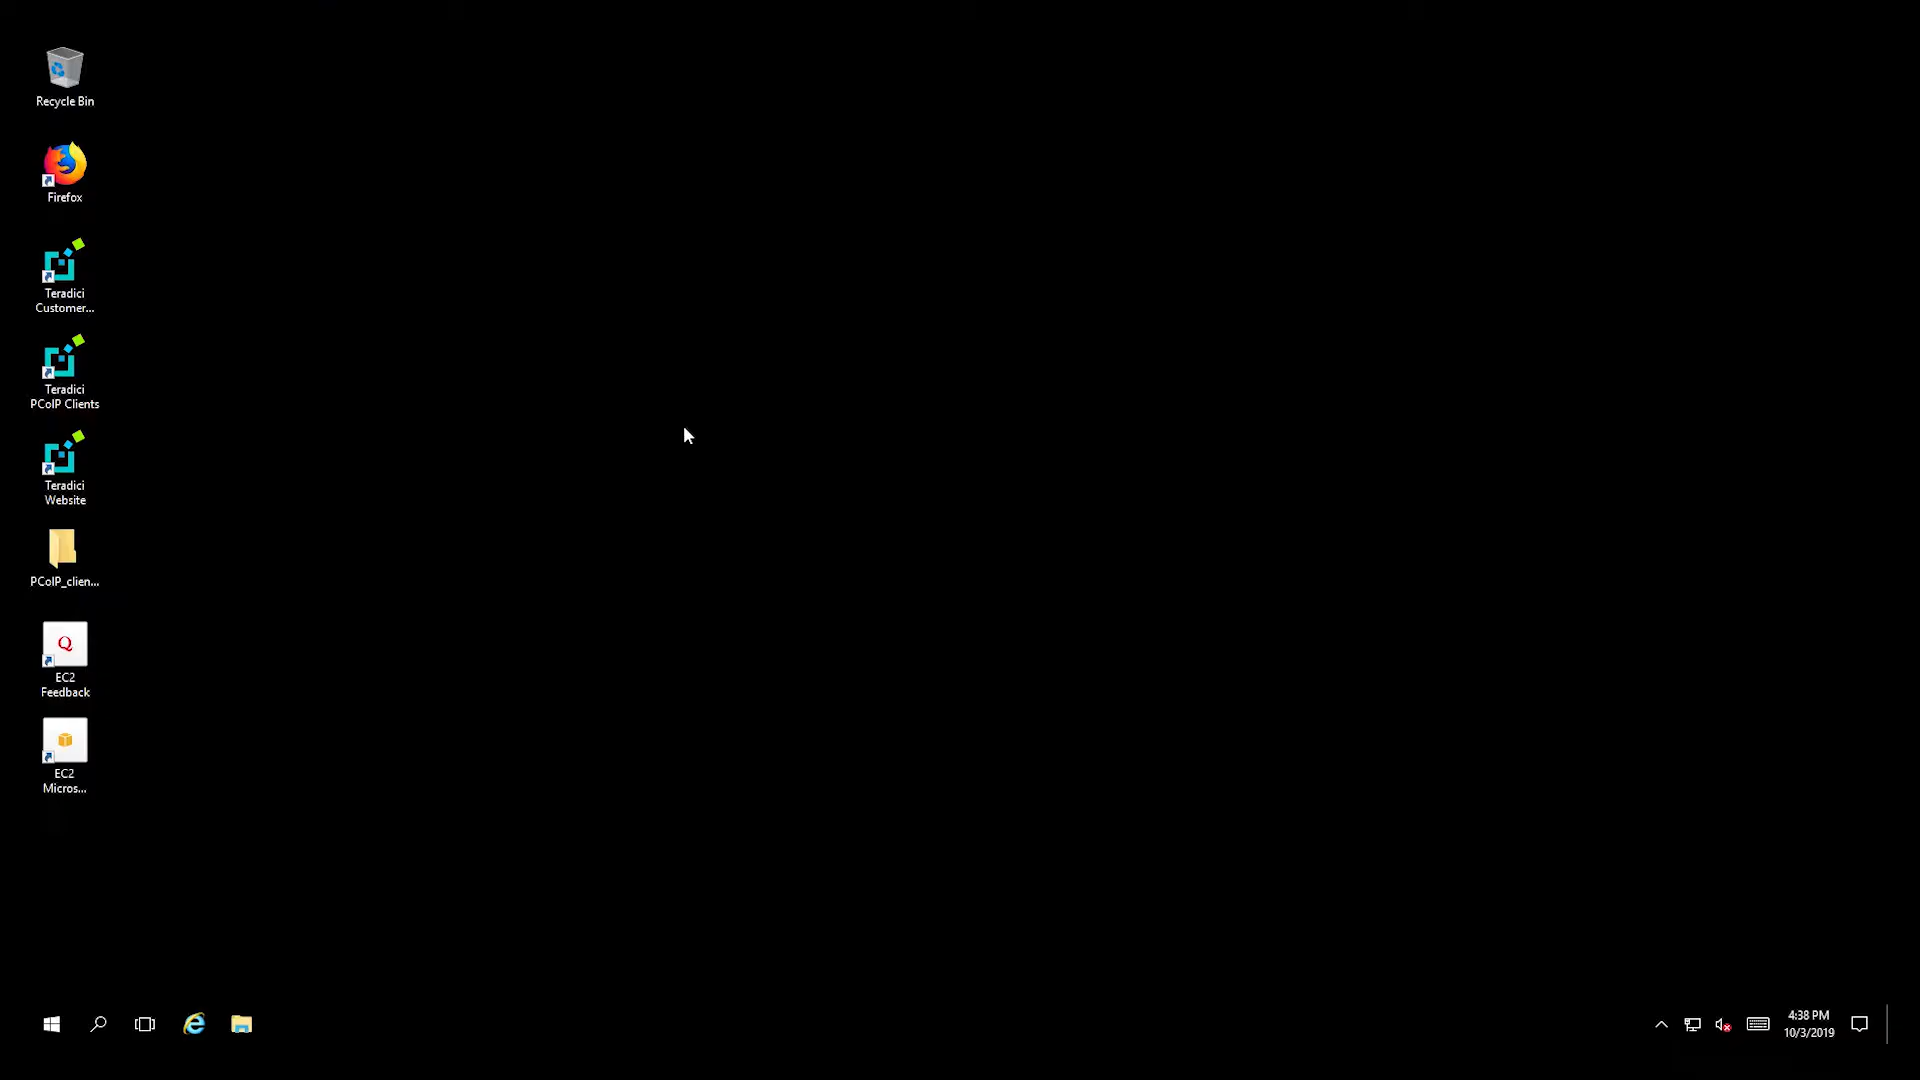 Recycle Bin
Firefox
Teradici
Customer...
Teradici
PCoIP Clients
Teradici
Website
PCoIP_clien...
Q
EC2
Feedback
EC2
Micros...
4:38 PM
10/3/2019